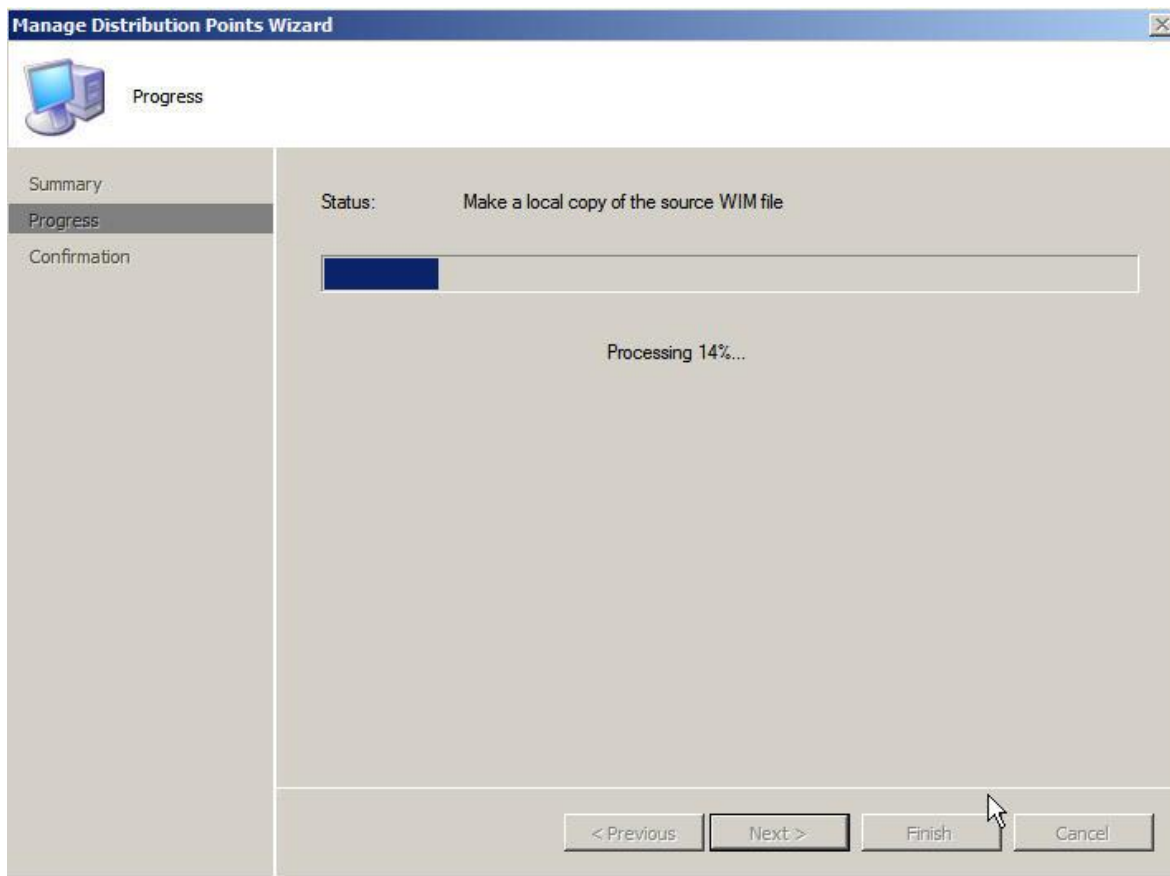 Manage Distribution Points Wizard
Progress
Summary
Progress
Confirmation
Status: Make a local copy of the source WIM file
Processing 14%...
< Previous Next > Finish Cancel